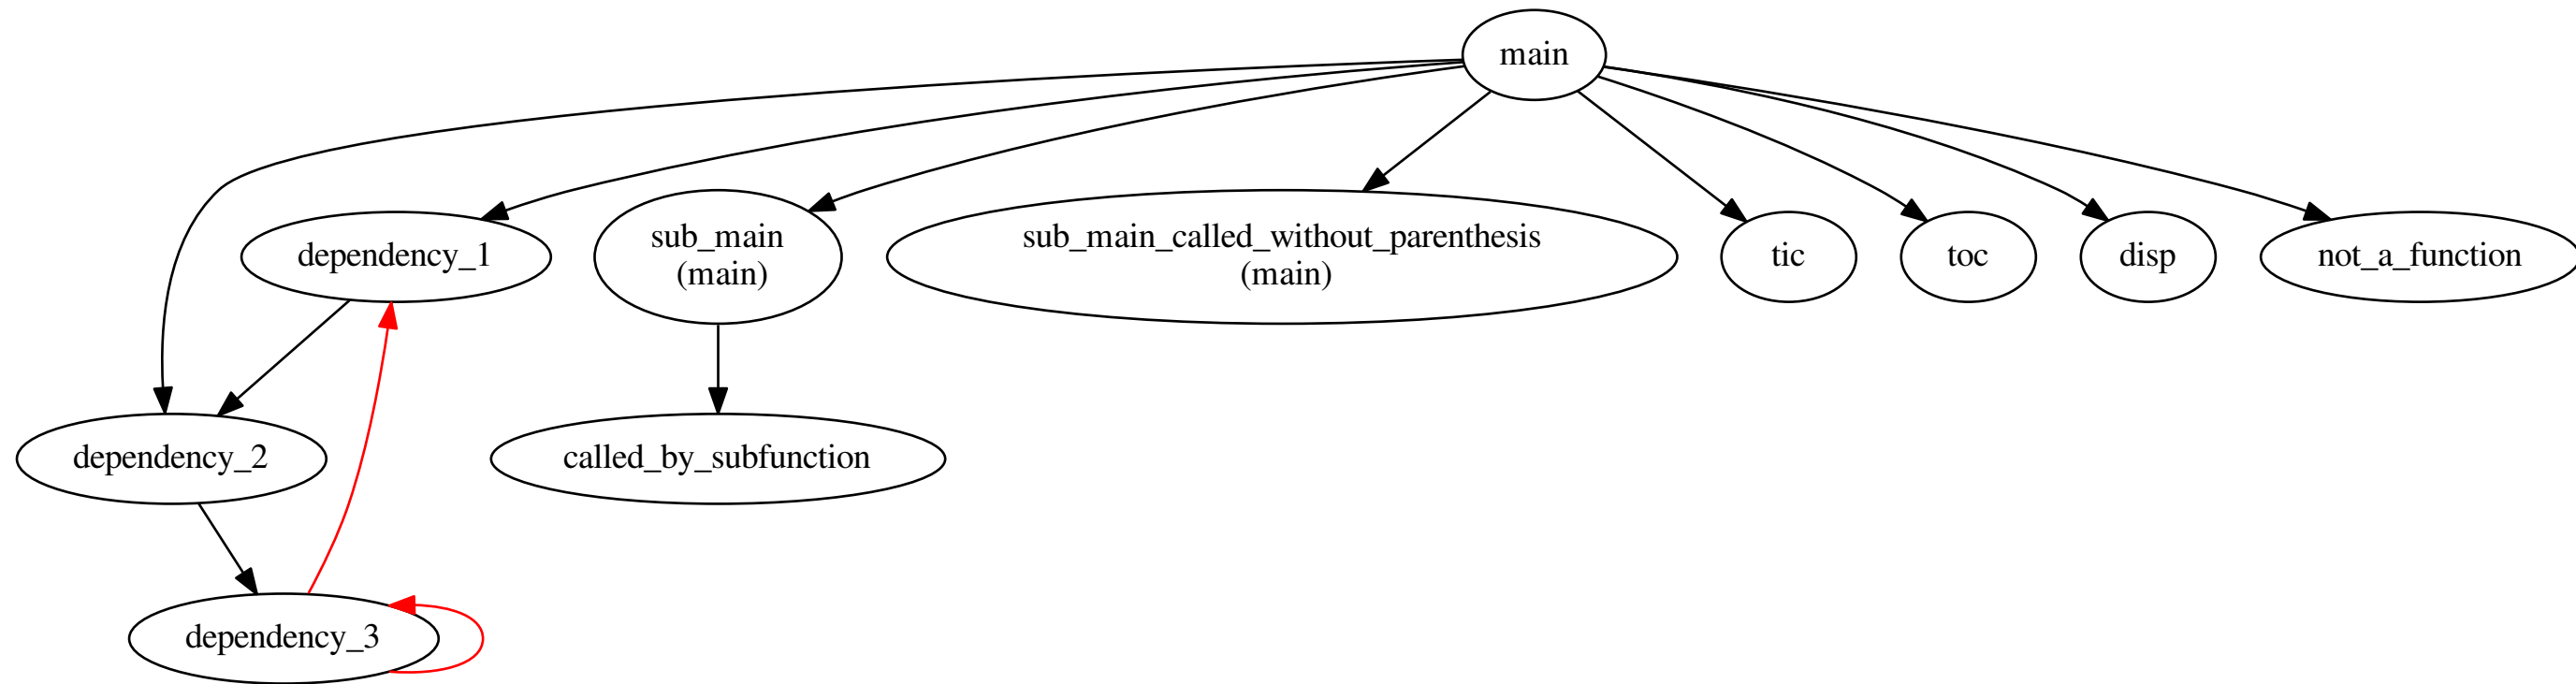 main
dependency_1
sub_main
(main)
sub_main_called_without_parenthesis
(main)
tic
toc
disp
not_a_function
dependency_2
called_by_subfunction
dependency_3